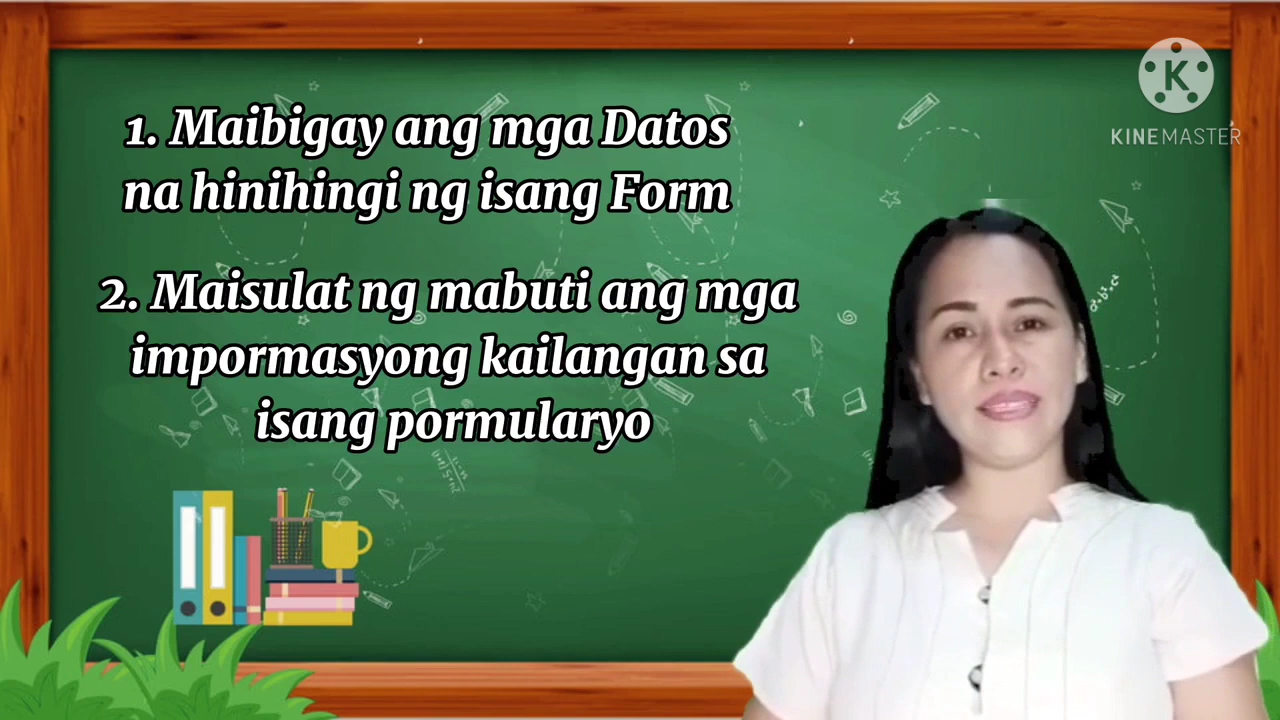 1. Maibigay ang mga Datos
na hinihingi ng isang Form
2. Maisulat ng mabuti ang mga
impormasyong kailangan sa
isang pormularyo
K
KINEMASTER